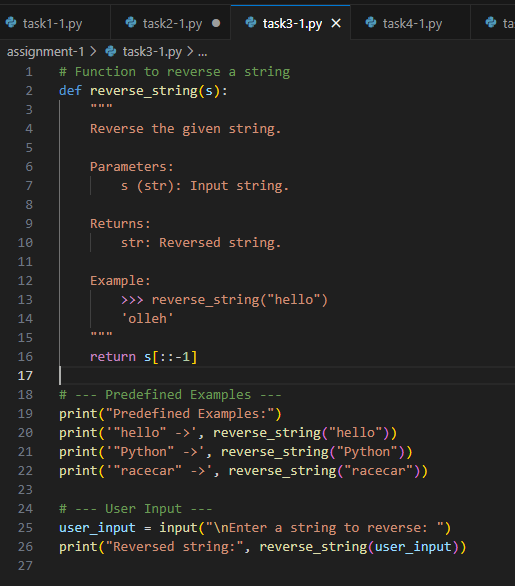 task1-1.py task2-1.py task3-1.py task4-1.py ta
assignment-1 > task3-1.py > ...
1 # Function to reverse a string
2 def reverse_string(s):
3 """
4 Reverse the given string.
5
6 Parameters:
7 s (str): Input string.
8
9 Returns:
10 str: Reversed string.
11
12 Example:
13 >>> reverse_string("hello")
14 'olleh'
15 """
16 return s[::-1]
17
18 # --- Predefined Examples ---
19 print("Predefined Examples:")
20 print('"hello" ->', reverse_string("hello"))
21 print('"Python" ->', reverse_string("Python"))
22 print('"racecar" ->', reverse_string("racecar"))
23
24 # --- User Input ---
25 user_input = input("\nEnter a string to reverse: ")
26 print("Reversed string:", reverse_string(user_input))
27